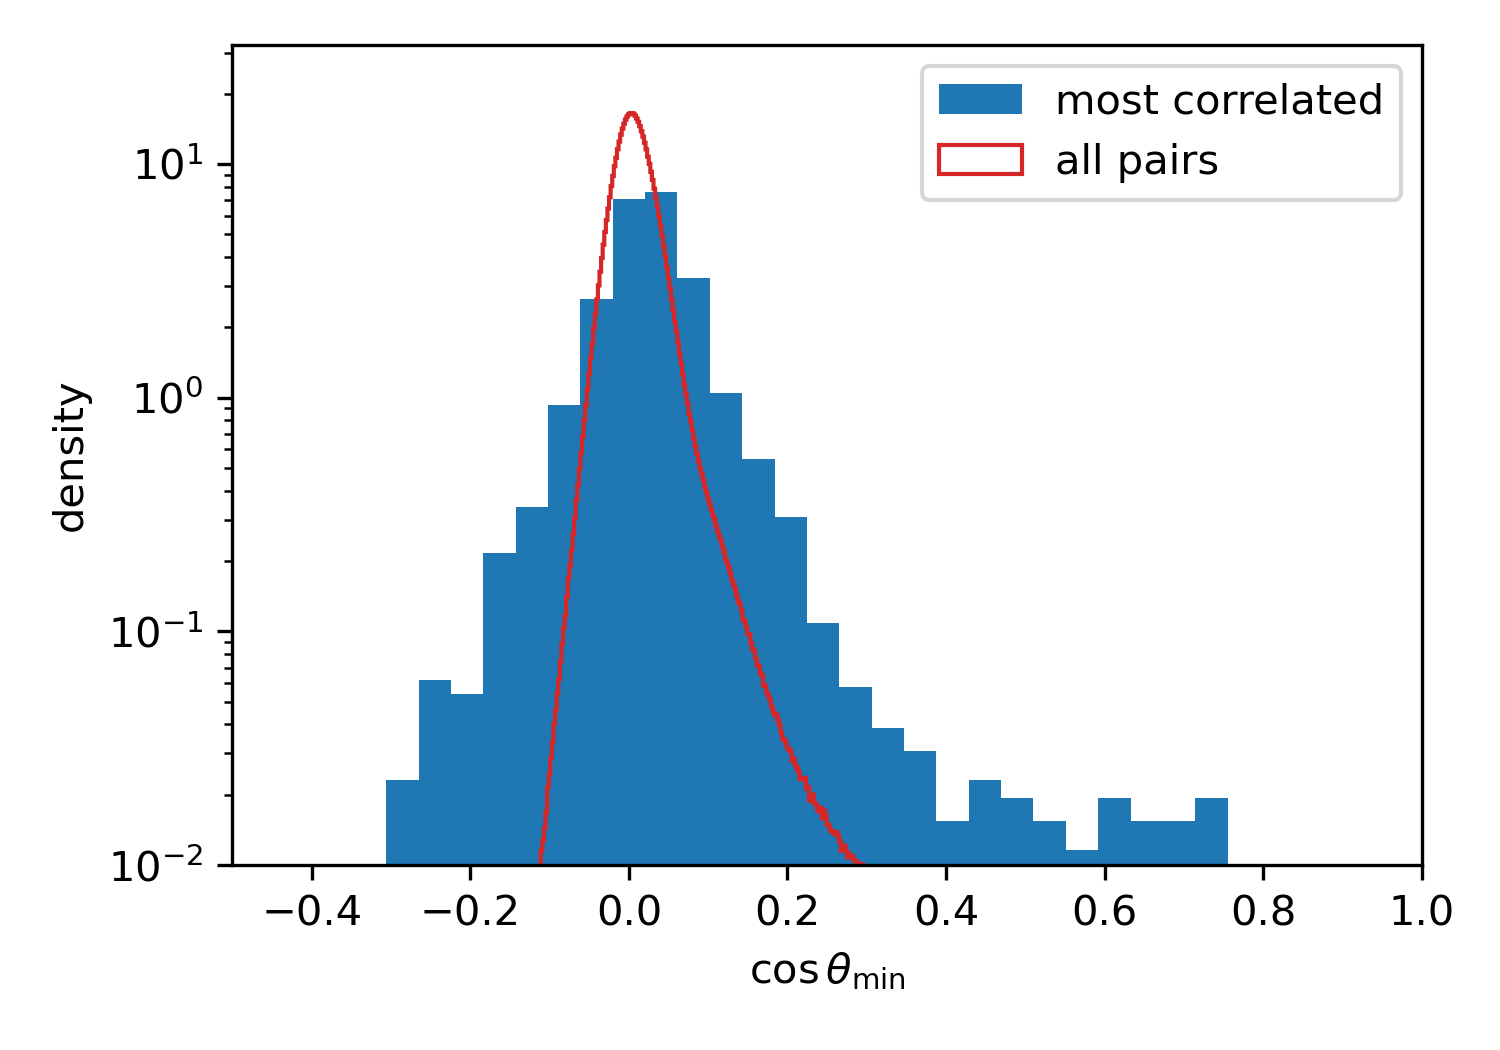 most correlated
all pairs
density
10¹
10⁰
10⁻¹
10⁻²
−0.4 −0.2 0.0 0.2 0.4 0.6 0.8 1.0
cos θ_min